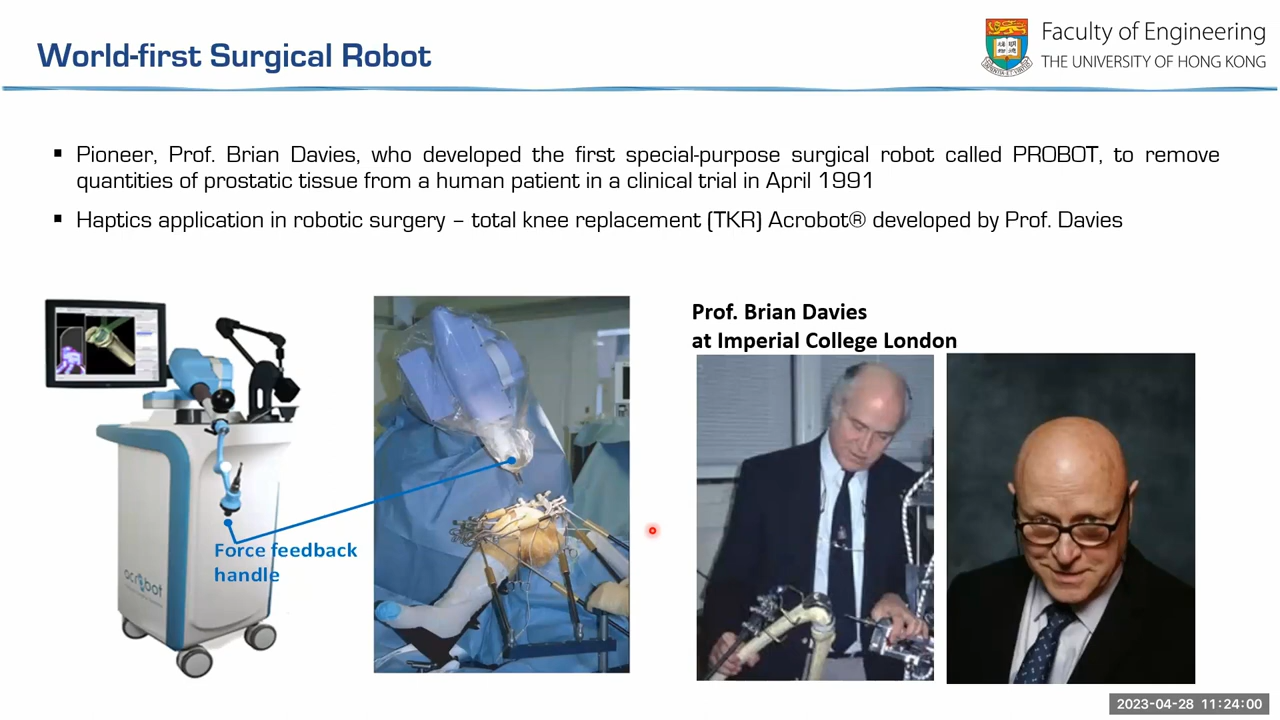 World-first Surgical Robot
Faculty of Engineering
THE UNIVERSITY OF HONG KONG
▪ Pioneer, Prof. Brian Davies, who developed the first special-purpose surgical robot called PROBOT, to remove
quantities of prostatic tissue from a human patient in a clinical trial in April 1991
▪ Haptics application in robotic surgery – total knee replacement (TKR) Acrobot® developed by Prof. Davies
Prof. Brian Davies
at Imperial College London
Force feedback
handle
acrobot
2023-04-28 11:24:00